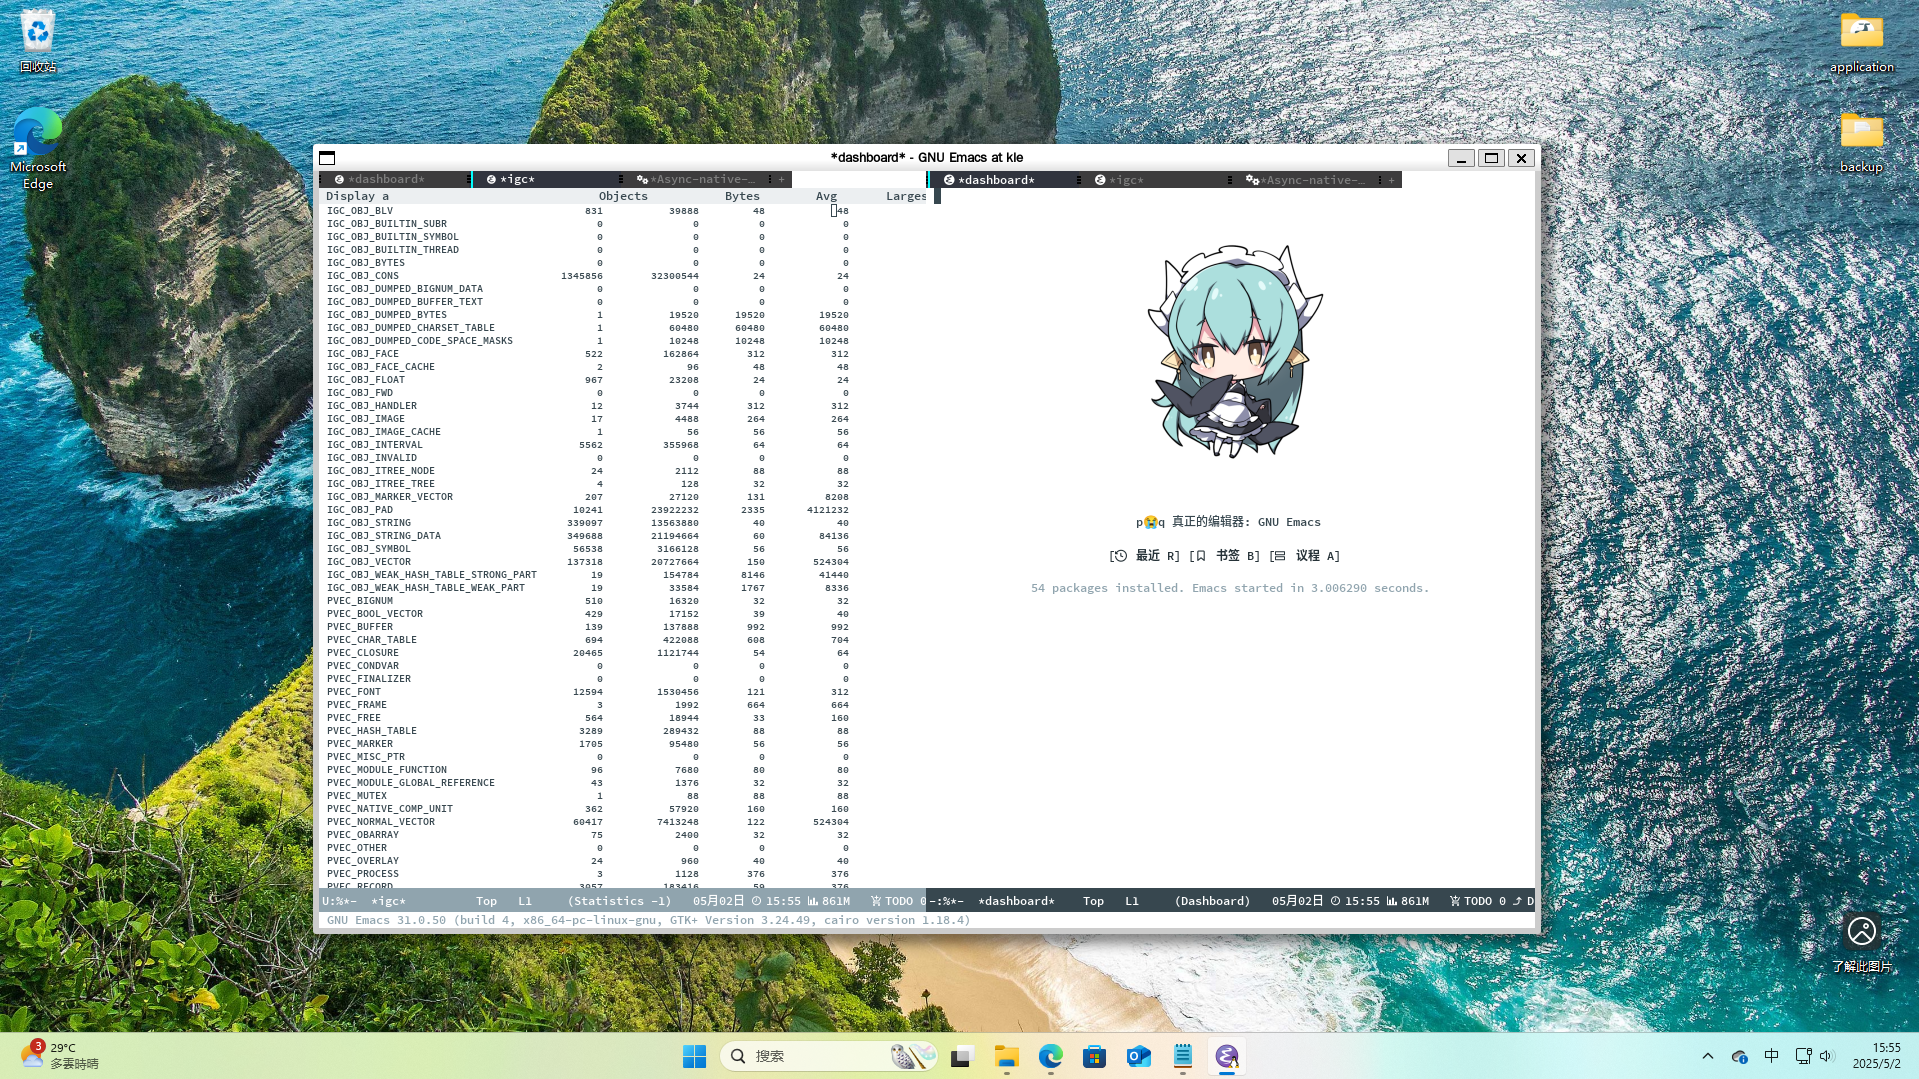 回收站
Microsoft
Edge
application
backup
*dashboard* - GNU Emacs at kle
*dashboard* *igc* *Async-native-… +
*dashboard* *igc* *Async-native-… +
Display a Objects Bytes Avg Larges
IGC_OBJ_BLV 831 39888 48 48
IGC_OBJ_BUILTIN_SUBR 0 0 0 0
IGC_OBJ_BUILTIN_SYMBOL 0 0 0 0
IGC_OBJ_BUILTIN_THREAD 0 0 0 0
IGC_OBJ_BYTES 0 0 0 0
IGC_OBJ_CONS 1345856 32300544 24 24
IGC_OBJ_DUMPED_BIGNUM_DATA 0 0 0 0
IGC_OBJ_DUMPED_BUFFER_TEXT 0 0 0 0
IGC_OBJ_DUMPED_BYTES 1 19520 19520 19520
IGC_OBJ_DUMPED_CHARSET_TABLE 1 60480 60480 60480
IGC_OBJ_DUMPED_CODE_SPACE_MASKS 1 10248 10248 10248
IGC_OBJ_FACE 522 162864 312 312
IGC_OBJ_FACE_CACHE 2 96 48 48
IGC_OBJ_FLOAT 967 23208 24 24
IGC_OBJ_FWD 0 0 0 0
IGC_OBJ_HANDLER 12 3744 312 312
IGC_OBJ_IMAGE 17 4488 264 264
IGC_OBJ_IMAGE_CACHE 1 56 56 56
IGC_OBJ_INTERVAL 5562 355968 64 64
IGC_OBJ_INVALID 0 0 0 0
IGC_OBJ_ITREE_NODE 24 2112 88 88
IGC_OBJ_ITREE_TREE 4 128 32 32
IGC_OBJ_MARKER_VECTOR 207 27120 131 8208
IGC_OBJ_PAD 10241 23922232 2335 4121232
IGC_OBJ_STRING 339097 13563880 40 40
IGC_OBJ_STRING_DATA 349688 21194664 60 84136
IGC_OBJ_SYMBOL 56538 3166128 56 56
IGC_OBJ_VECTOR 137318 20727664 150 524304
IGC_OBJ_WEAK_HASH_TABLE_STRONG_PART 19 154784 8146 41440
IGC_OBJ_WEAK_HASH_TABLE_WEAK_PART 19 33584 1767 8336
PVEC_BIGNUM 510 16320 32 32
PVEC_BOOL_VECTOR 429 17152 39 40
PVEC_BUFFER 139 137888 992 992
PVEC_CHAR_TABLE 694 422088 608 704
PVEC_CLOSURE 20465 1121744 54 64
PVEC_CONDVAR 0 0 0 0
PVEC_FINALIZER 0 0 0 0
PVEC_FONT 12594 1530456 121 312
PVEC_FRAME 3 1992 664 664
PVEC_FREE 564 18944 33 160
PVEC_HASH_TABLE 3289 289432 88 88
PVEC_MARKER 1705 95480 56 56
PVEC_MISC_PTR 0 0 0 0
PVEC_MODULE_FUNCTION 96 7680 80 80
PVEC_MODULE_GLOBAL_REFERENCE 43 1376 32 32
PVEC_MUTEX 1 88 88 88
PVEC_NATIVE_COMP_UNIT 362 57920 160 160
PVEC_NORMAL_VECTOR 60417 7413248 122 524304
PVEC_OBARRAY 75 2400 32 32
PVEC_OTHER 0 0 0 0
PVEC_OVERLAY 24 960 40 40
PVEC_PROCESS 3 1128 376 376
PVEC_RECORD 3057 183416 59 376
p😭q 真正的编辑器: GNU Emacs
[最近 R] [书签 B] [议程 A]
54 packages installed. Emacs started in 3.006290 seconds.
U:%*- *igc* Top L1 (Statistics -1) 05月02日 15:55 861M TODO 0
-:%*- *dashboard* Top L1 (Dashboard) 05月02日 15:55 861M TODO 0 D
GNU Emacs 31.0.50 (build 4, x86_64-pc-linux-gnu, GTK+ Version 3.24.49, cairo version 1.18.4)
了解此图片
3
29°C
多雲時晴
搜索
中
15:55
2025/5/2